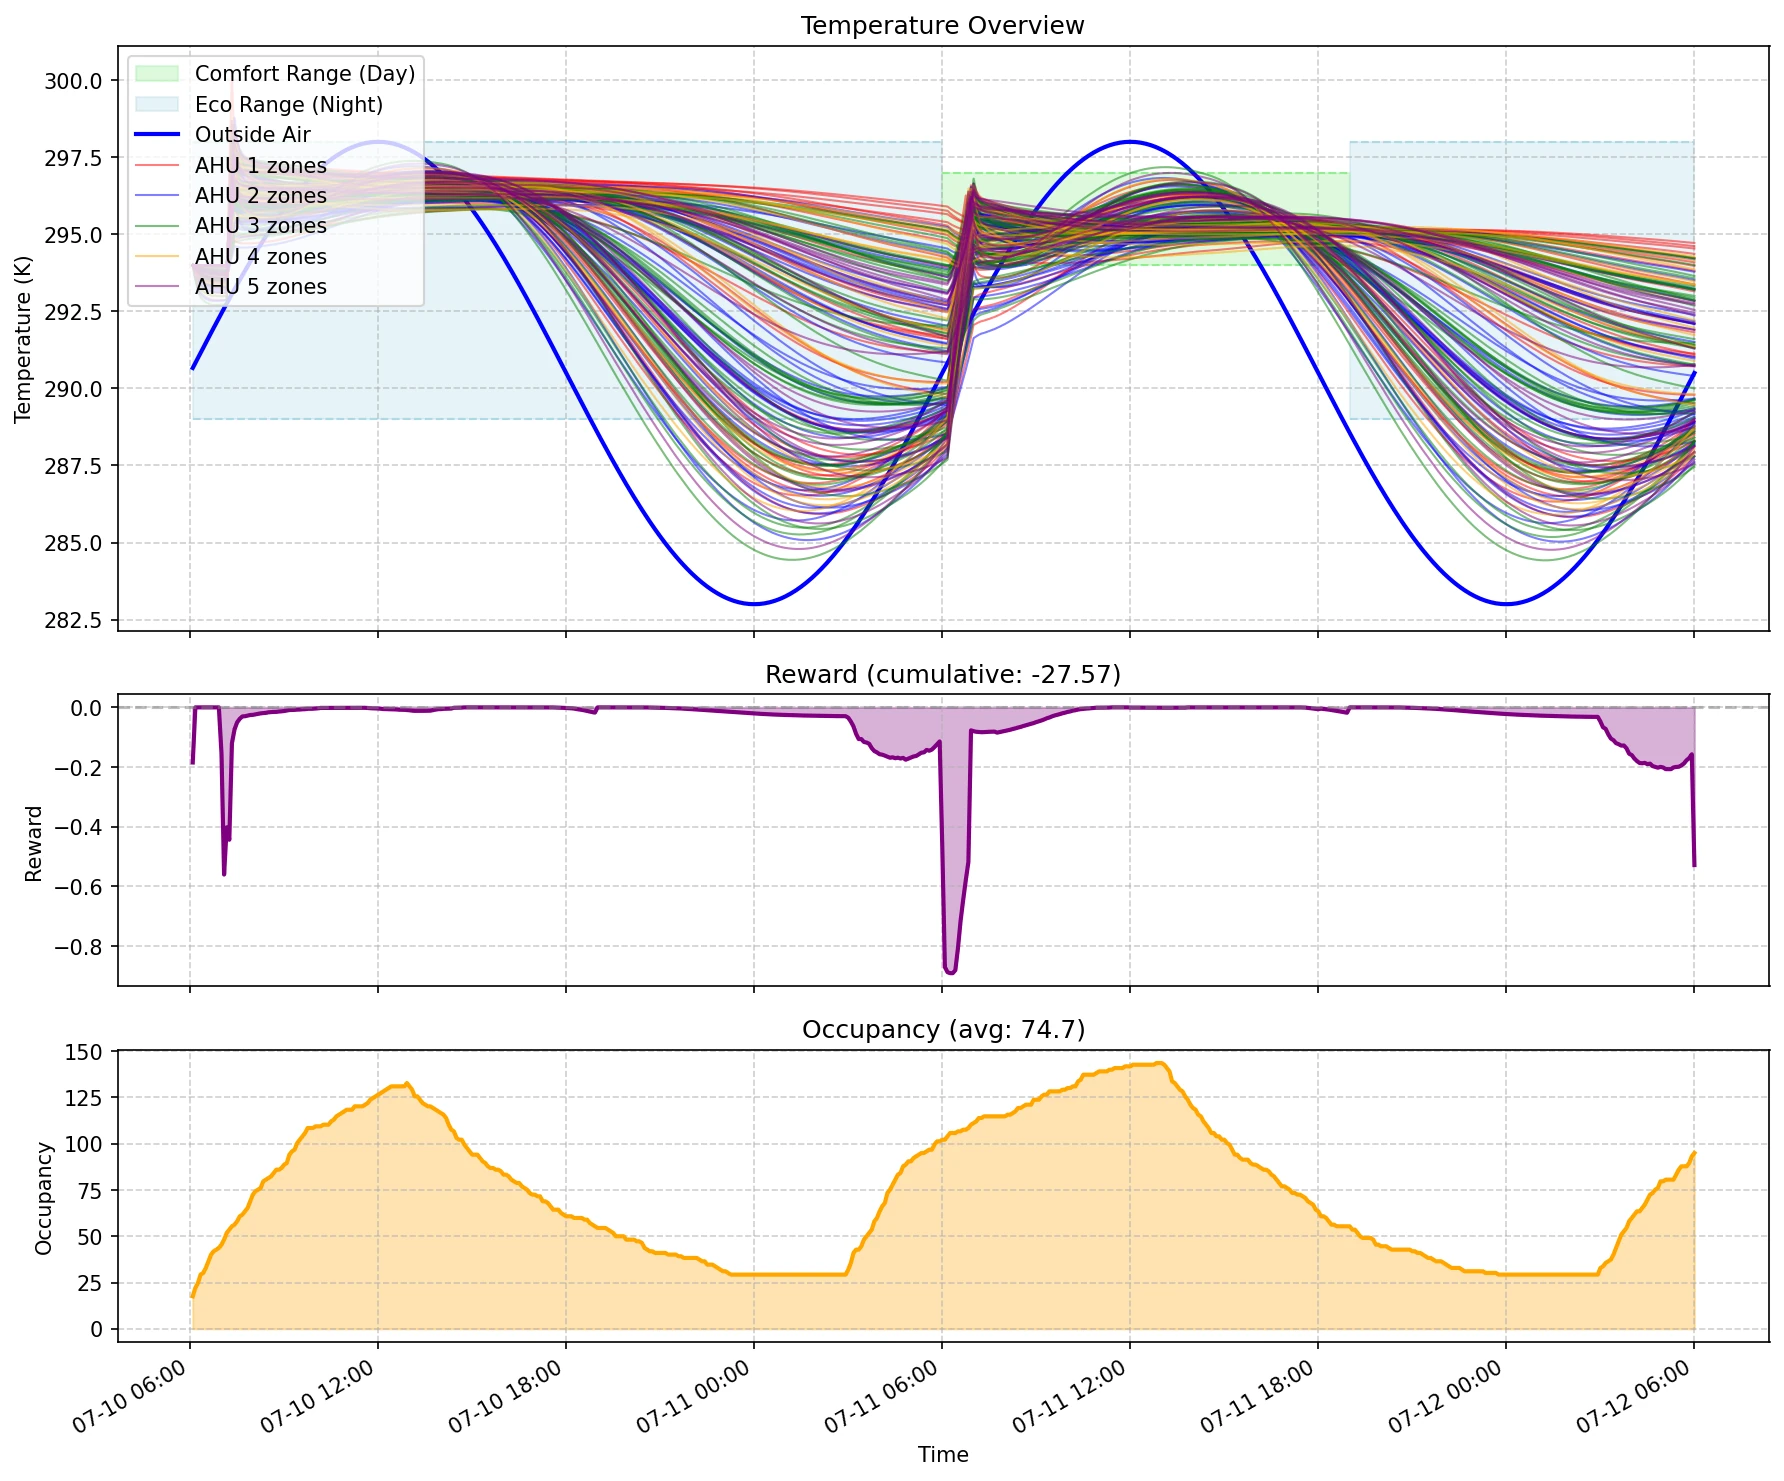 Temperature Overview
Temperature (K)
300.0
297.5
295.0
292.5
290.0
287.5
285.0
282.5
Comfort Range (Day)
Eco Range (Night)
Outside Air
AHU 1 zones
AHU 2 zones
AHU 3 zones
AHU 4 zones
AHU 5 zones
Reward (cumulative: -27.57)
Reward
0.0
−0.2
−0.4
−0.6
−0.8
Occupancy (avg: 74.7)
Occupancy
150
125
100
75
50
25
0
07-10 06:00
07-10 12:00
07-10 18:00
07-11 00:00
07-11 06:00
07-11 12:00
07-11 18:00
07-12 00:00
07-12 06:00
Time